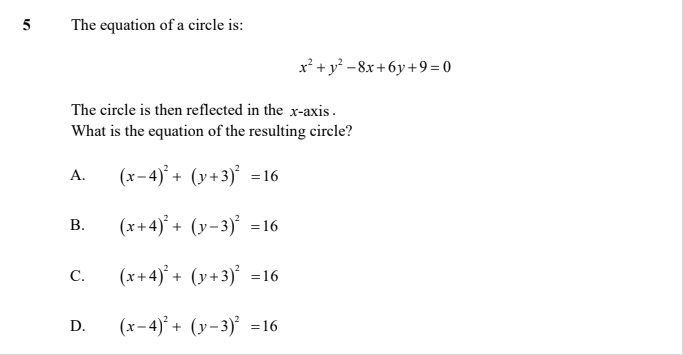 5 The equation of a circle is:
x² + y² − 8x + 6y + 9 = 0
The circle is then reflected in the x-axis.
What is the equation of the resulting circle?
A. (x − 4)² + (y + 3)² = 16
B. (x + 4)² + (y − 3)² = 16
C. (x + 4)² + (y + 3)² = 16
D. (x − 4)² + (y − 3)² = 16